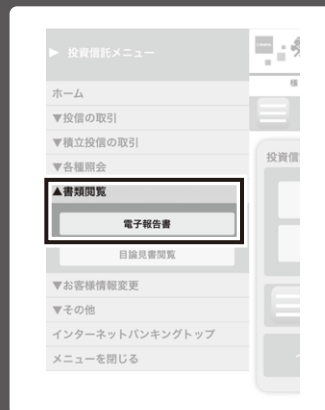 ▶ 投資信託メニュー
様
ホーム
▼投信の取引
▼積立投信の取引
▼各種照会
投資信
▲書類閲覧
電子報告書
目論見書閲覧
▼お客様情報変更
▼その他
インターネットバンキングトップ
メニューを閉じる